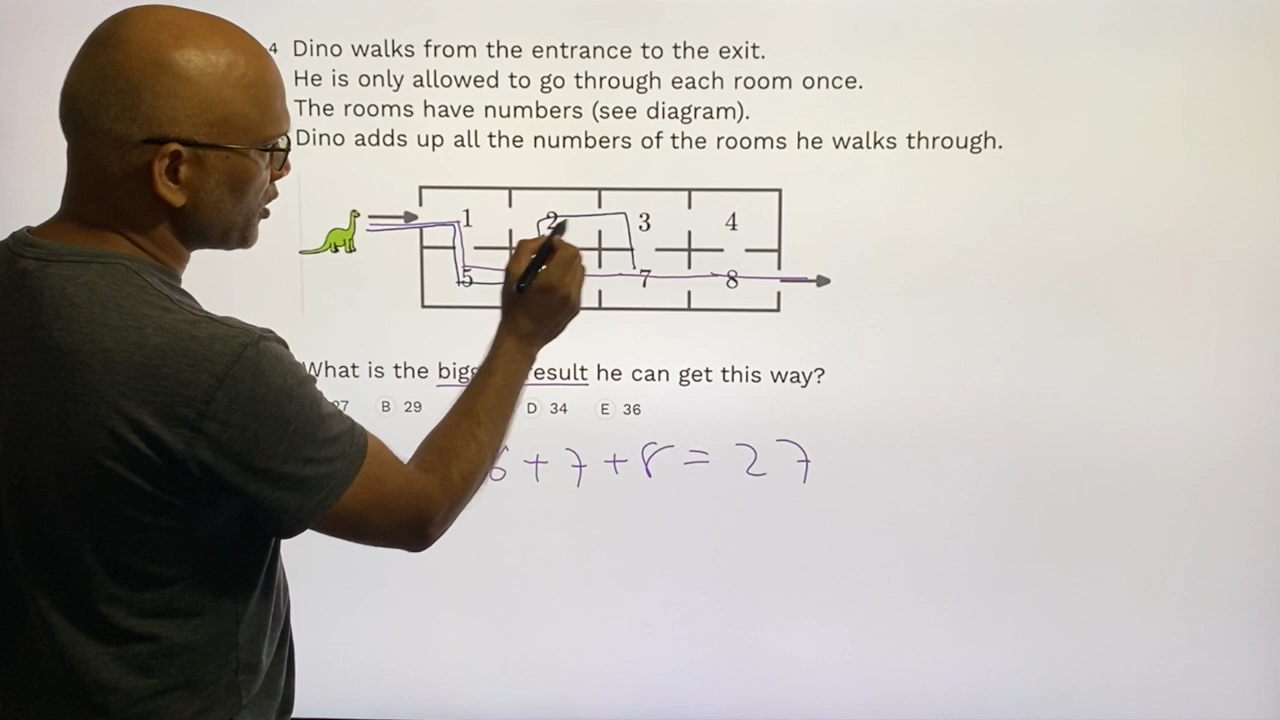 4 Dino walks from the entrance to the exit.
He is only allowed to go through each room once.
The rooms have numbers (see diagram).
Dino adds up all the numbers of the rooms he walks through.
1 2 3 4
5 7 8
What is the result he can get this way?
B 29 D 34 E 36
6 + 7 + 8 = 27